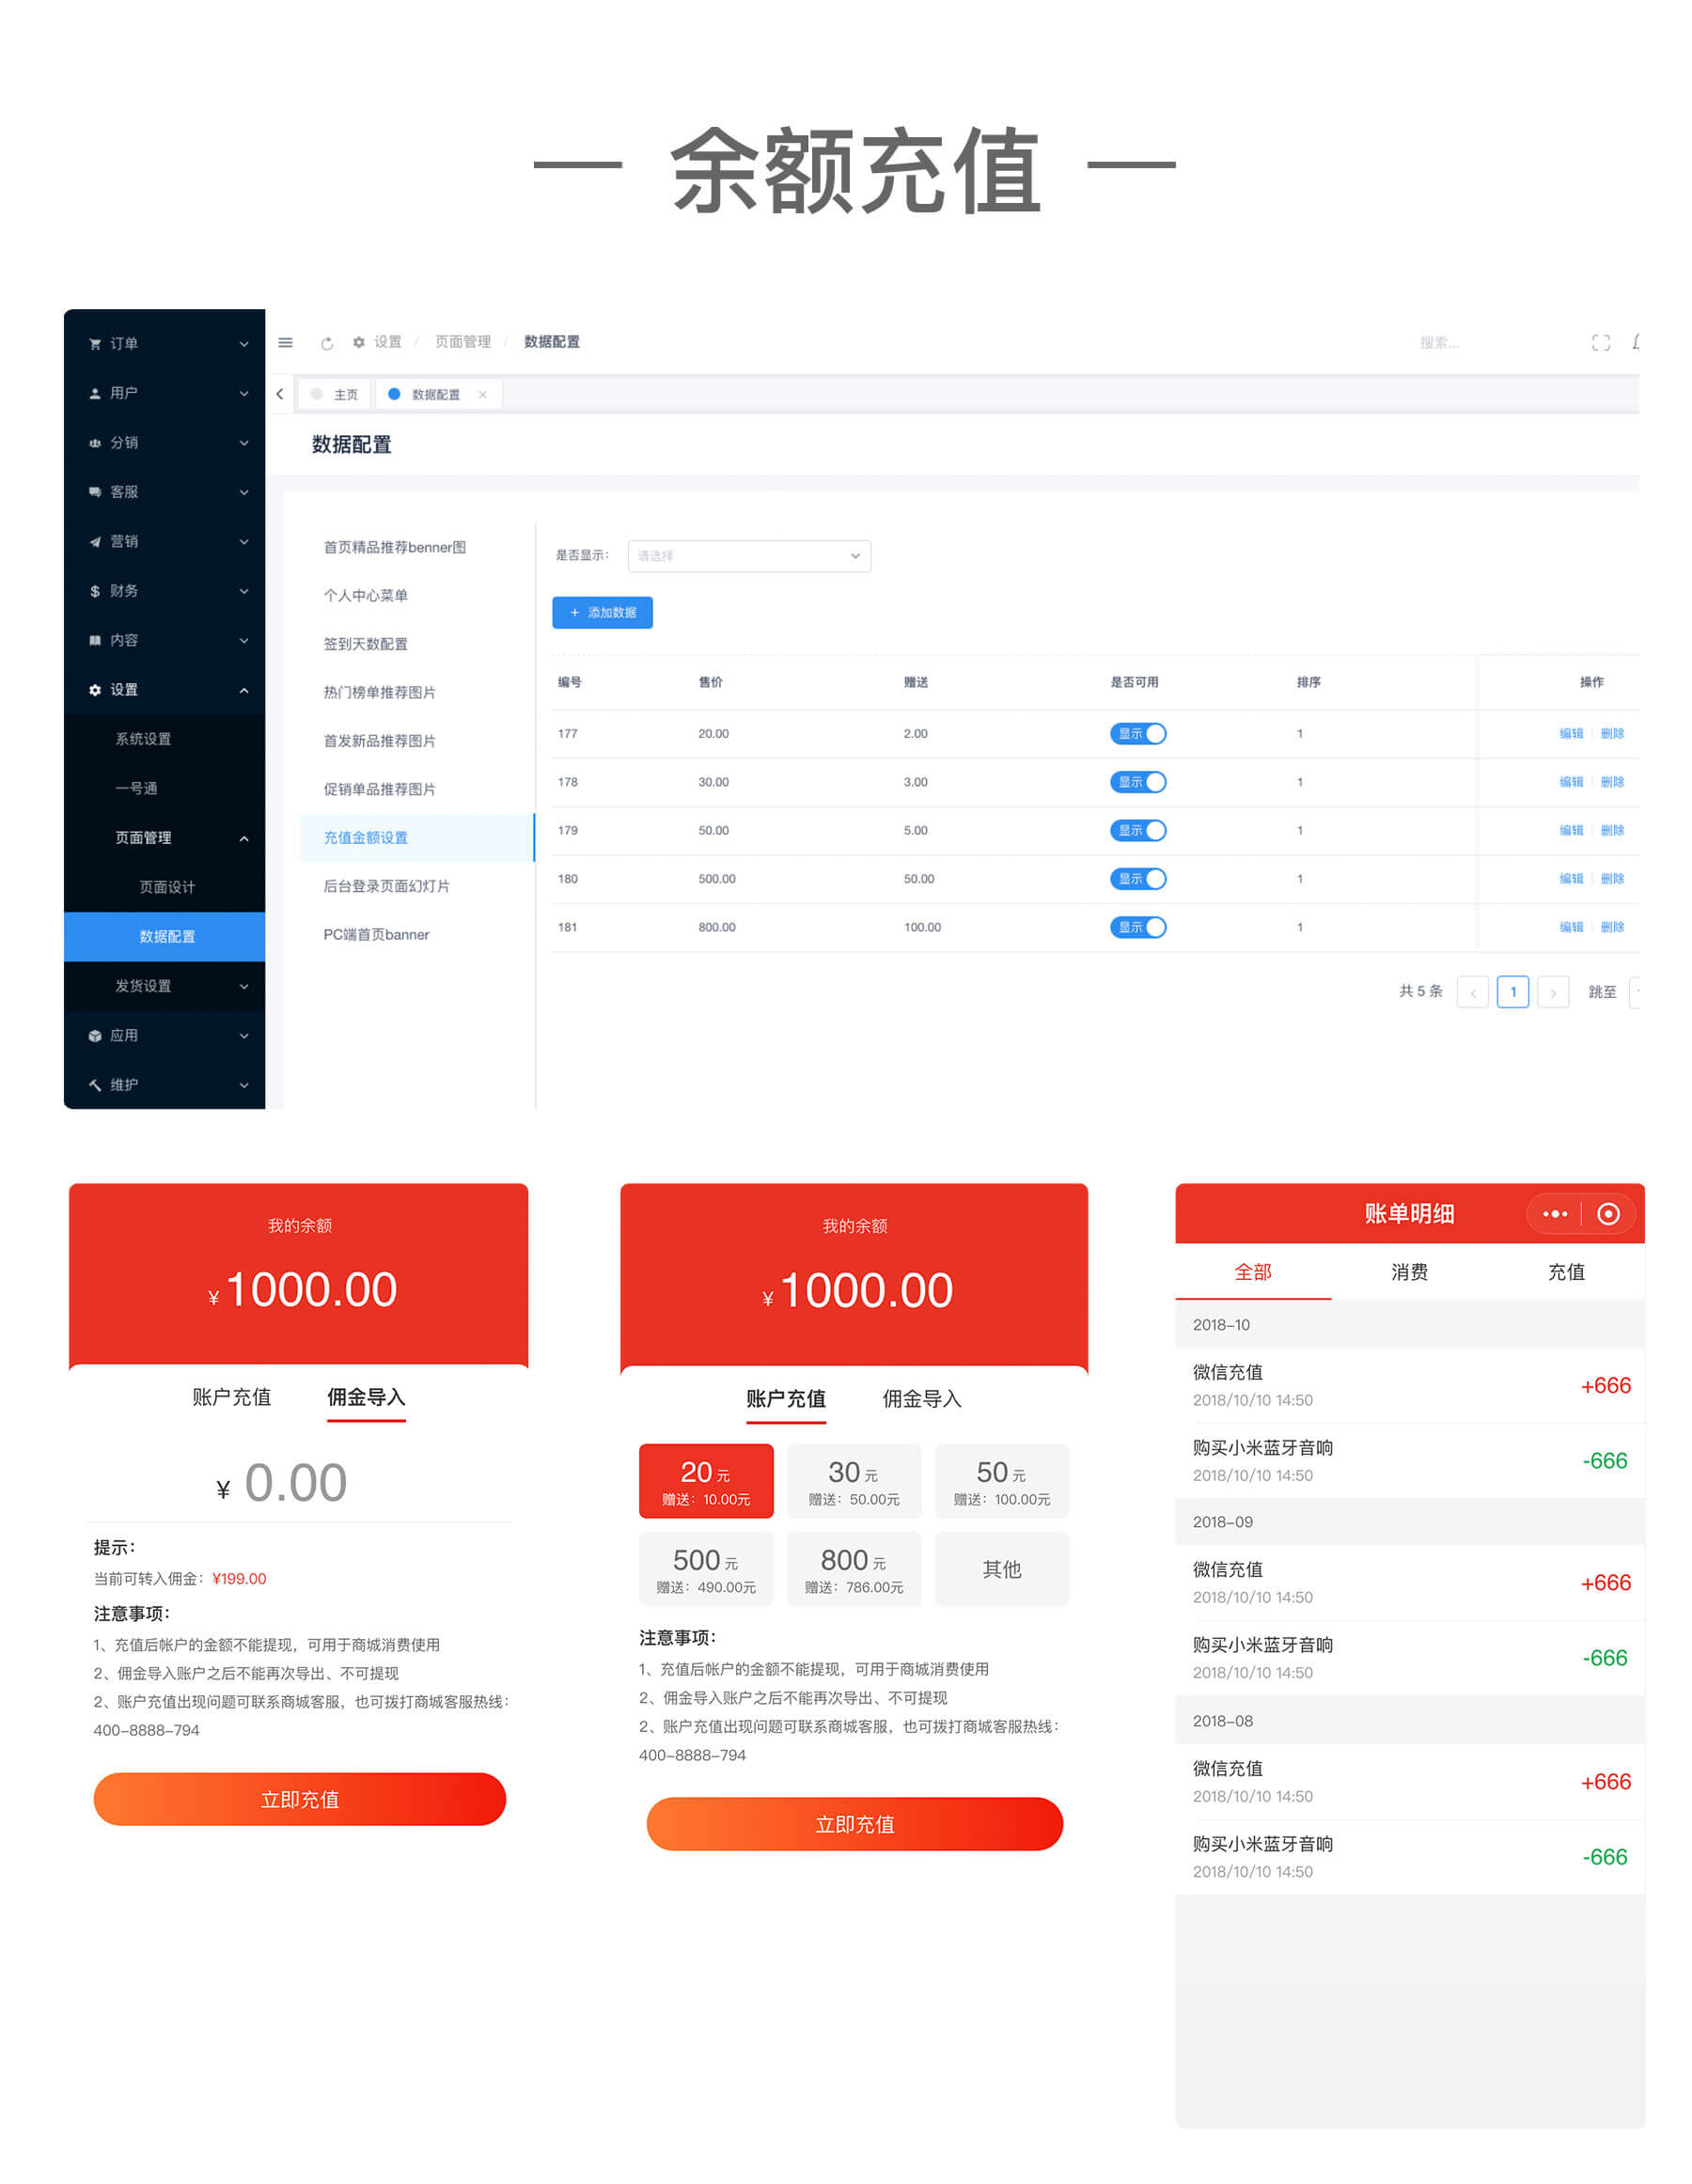 — 余额充值 —
订单
用户
分销
客服
营销
财务
内容
设置
系统设置
一号通
页面管理
页面设计
数据配置
发货设置
应用
维护
设置 / 页面管理 / 数据配置
搜索...
主页
数据配置
数据配置
首页精品推荐benner图
个人中心菜单
签到天数配置
热门榜单推荐图片
首发新品推荐图片
促销单品推荐图片
充值金额设置
后台登录页面幻灯片
PC端首页banner
是否显示： 请选择
+ 添加数据
编号 售价 赠送 是否可用 排序 操作
177 20.00 2.00 显示 1 编辑 删除
178 30.00 3.00 显示 1 编辑 删除
179 50.00 5.00 显示 1 编辑 删除
180 500.00 50.00 显示 1 编辑 删除
181 800.00 100.00 显示 1 编辑 删除
共 5 条 < 1 > 跳至
我的余额
¥1000.00
账户充值 佣金导入
¥ 0.00
提示：
当前可转入佣金：¥199.00
注意事项：
1、充值后帐户的金额不能提现，可用于商城消费使用
2、佣金导入账户之后不能再次导出、不可提现
2、账户充值出现问题可联系商城客服，也可拨打商城客服热线：
400-8888-794
立即充值
我的余额
¥1000.00
账户充值 佣金导入
20元 30元 50元
赠送：10.00元 赠送：50.00元 赠送：100.00元
500元 800元 其他
赠送：490.00元 赠送：786.00元
注意事项：
1、充值后帐户的金额不能提现，可用于商城消费使用
2、佣金导入账户之后不能再次导出、不可提现
2、账户充值出现问题可联系商城客服，也可拨打商城客服热线：
400-8888-794
立即充值
账单明细
全部 消费 充值
2018-10
微信充值
2018/10/10 14:50
+666
购买小米蓝牙音响
2018/10/10 14:50
-666
2018-09
微信充值
2018/10/10 14:50
+666
购买小米蓝牙音响
2018/10/10 14:50
-666
2018-08
微信充值
2018/10/10 14:50
+666
购买小米蓝牙音响
2018/10/10 14:50
-666